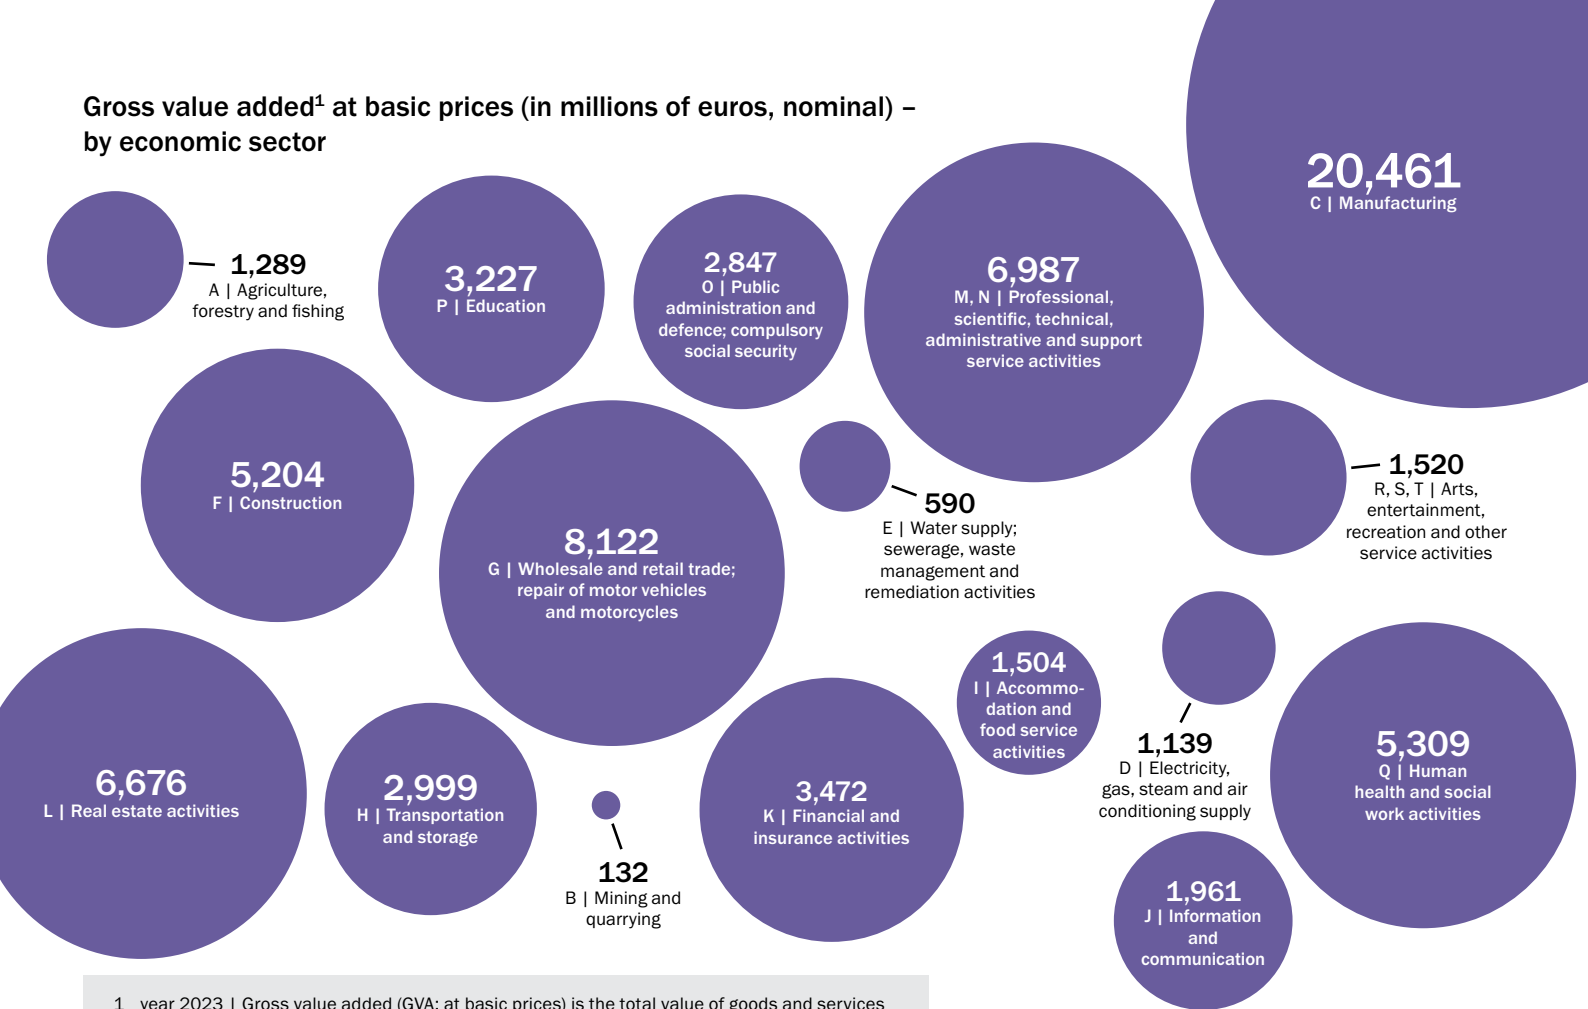 Gross value added1 at basic prices (in millions of euros, nominal) –
by economic sector
20,461
C | Manufacturing
1,289
A | Agriculture,
forestry and fishing
3,227
P | Education
2,847
O | Public
administration and
defence; compulsory
social security
6,987
M, N | Professional,
scientific, technical,
administrative and support
service activities
5,204
F | Construction
8,122
G | Wholesale and retail trade;
repair of motor vehicles
and motorcycles
590
E | Water supply;
sewerage, waste
management and
remediation activities
1,520
R, S, T | Arts,
entertainment,
recreation and other
service activities
6,676
L | Real estate activities
2,999
H | Transportation
and storage
132
B | Mining and
quarrying
3,472
K | Financial and
insurance activities
1,504
I | Accommo-
dation and
food service
activities
1,139
D | Electricity,
gas, steam and air
conditioning supply
5,309
Q | Human
health and social
work activities
1,961
J | Information
and
communication
1 year 2023 | Gross value added (GVA; at basic prices) is the total value of goods and services